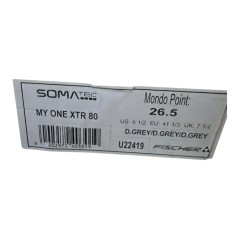 SOMATEC
Mondo Point:
26.5
MY ONE XTR 80
US: 8 1/2 EU: 41 1/3 UK: 7 1/2
D.GREY/D.GREY/D.GREY
U22419
FISCHER